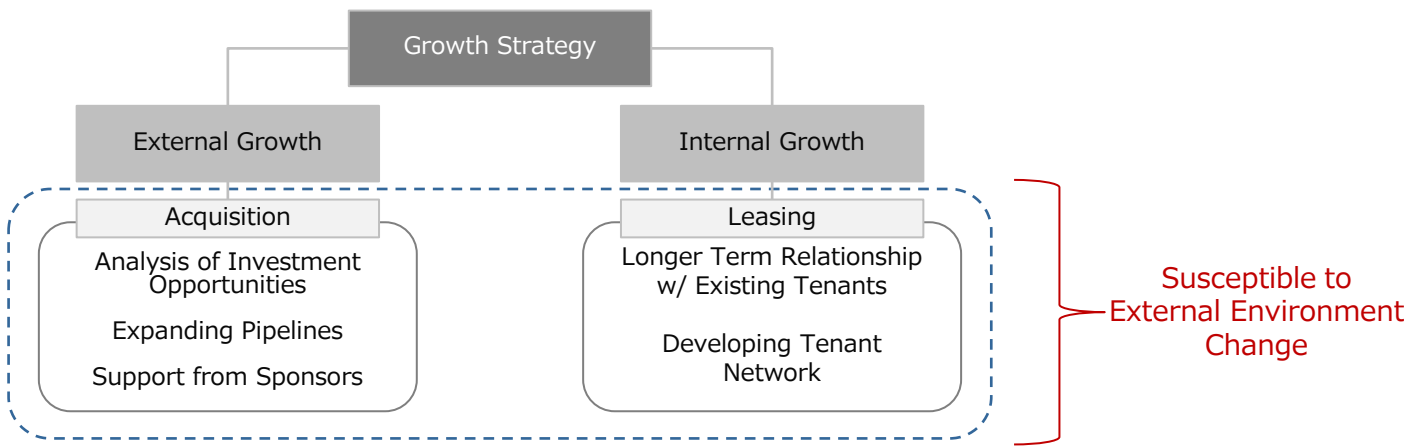 Growth Strategy
External Growth
Internal Growth
Acquisition
Analysis of Investment
Opportunities
Expanding Pipelines
Support from Sponsors
Leasing
Longer Term Relationship
w/ Existing Tenants
Developing Tenant
Network
Susceptible to
External Environment
Change